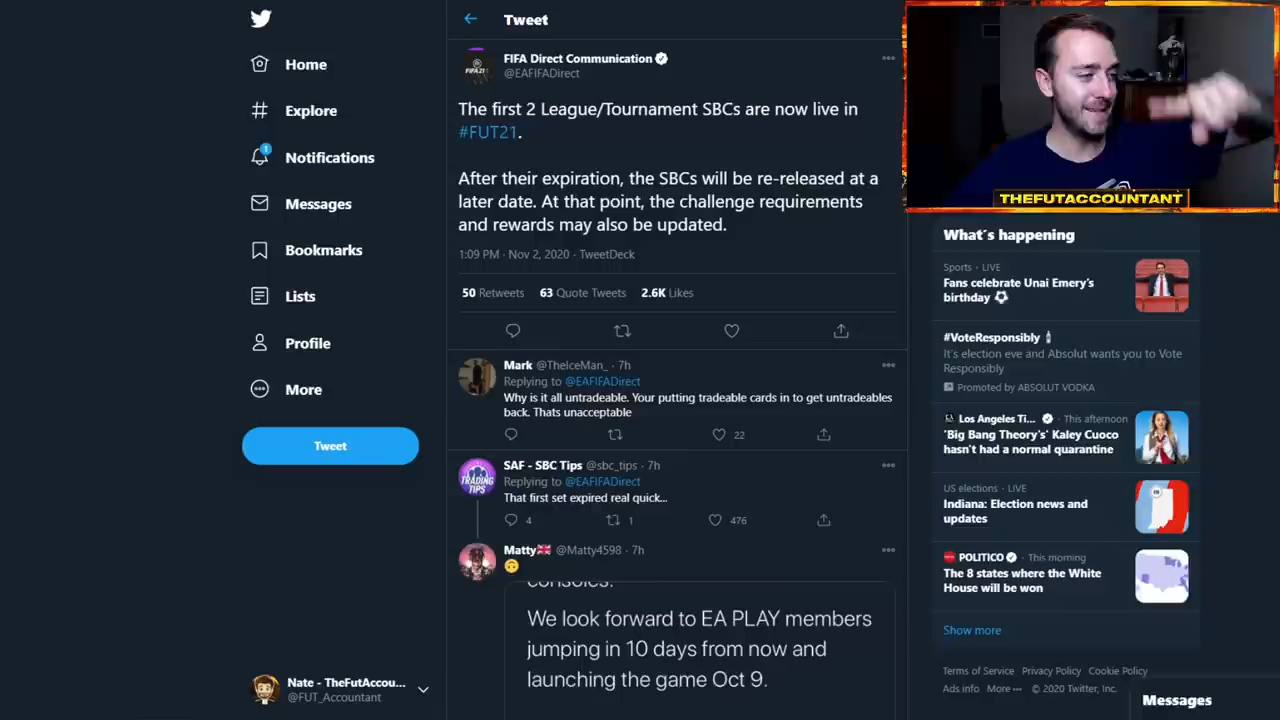 Home
Explore
1
Notifications
Messages
Bookmarks
Lists
Profile
More
Tweet
Nate - TheFutAccou...
@FUT_Accountant
Tweet
FIFA Direct Communication
@EAFIFADirect
The first 2 League/Tournament SBCs are now live in
#FUT21.
After their expiration, the SBCs will be re-released at a
later date. At that point, the challenge requirements
and rewards may also be updated.
1:09 PM · Nov 2, 2020 · TweetDeck
50 Retweets 63 Quote Tweets 2.6K Likes
Mark @TheIceMan_ · 7h
Replying to @EAFIFADirect
Why is it all untradeable. Your putting tradeable cards in to get untradeables
back. Thats unacceptable
22
SAF - SBC Tips @sbc_tips · 7h
Replying to @EAFIFADirect
That first set expired real quick...
4 1 476
Matty @Matty4598 · 7h
consoles.
We look forward to EA PLAY members
jumping in 10 days from now and
launching the game Oct 9.
TRADING
TIPS
FIFA 21
THEFUTACCOUNTANT
What's happening
Sports · LIVE
Fans celebrate Unai Emery's
birthday
#VoteResponsibly
It's election eve and Absolut wants you to Vote
Responsibly
Promoted by ABSOLUT VODKA
Los Angeles Ti... · This afternoon
'Big Bang Theory's' Kaley Cuoco
hasn't had a normal quarantine
US elections · LIVE
Indiana: Election news and
updates
POLITICO · This morning
The 8 states where the White
House will be won
Show more
Terms of Service Privacy Policy Cookie Policy
Ads info More ··· © 2020 Twitter, Inc.
Messages